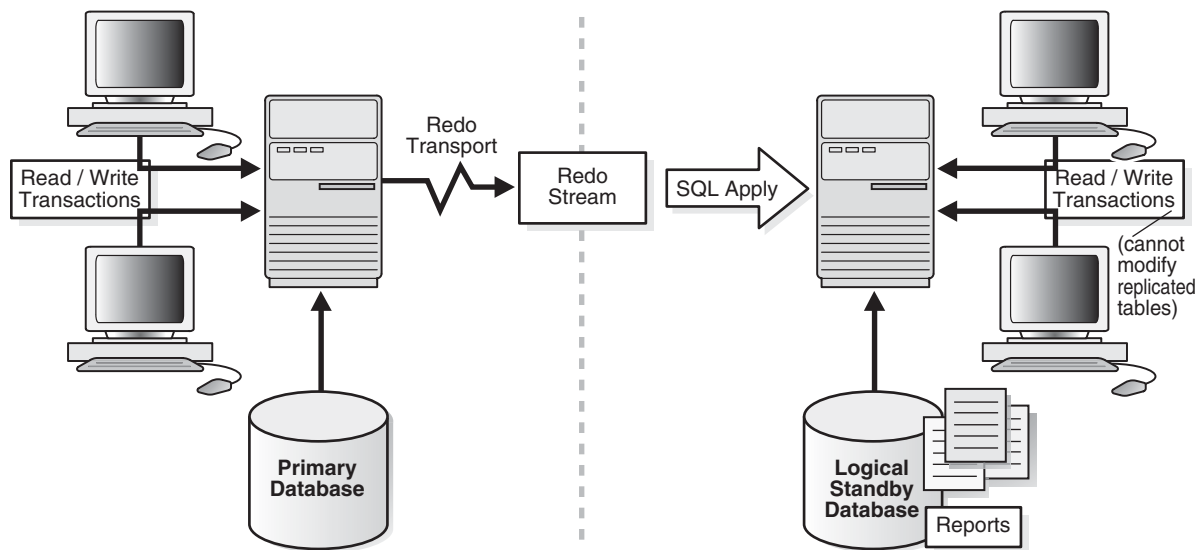 Read / Write
Transactions
Redo
Transport
Redo
Stream
SQL Apply
Read / Write
Transactions
(cannot
modify
replicated
tables)
Primary
Database
Logical
Standby
Database
Reports